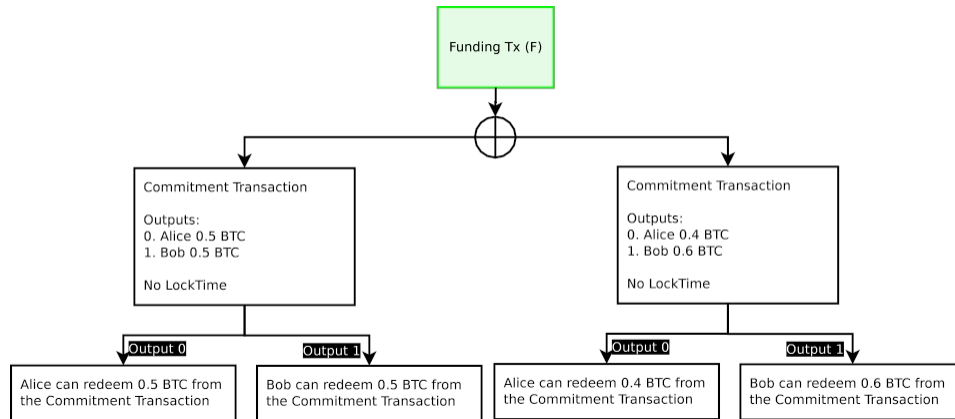 Funding Tx (F)
Commitment Transaction
Outputs:
0. Alice 0.5 BTC
1. Bob 0.5 BTC
No LockTime
Commitment Transaction
Outputs:
0. Alice 0.4 BTC
1. Bob 0.6 BTC
No LockTime
Output 0
Output 1
Output 0
Output 1
Alice can redeem 0.5 BTC from
the Commitment Transaction
Bob can redeem 0.5 BTC from
the Commitment Transaction
Alice can redeem 0.4 BTC from
the Commitment Transaction
Bob can redeem 0.6 BTC from
the Commitment Transaction